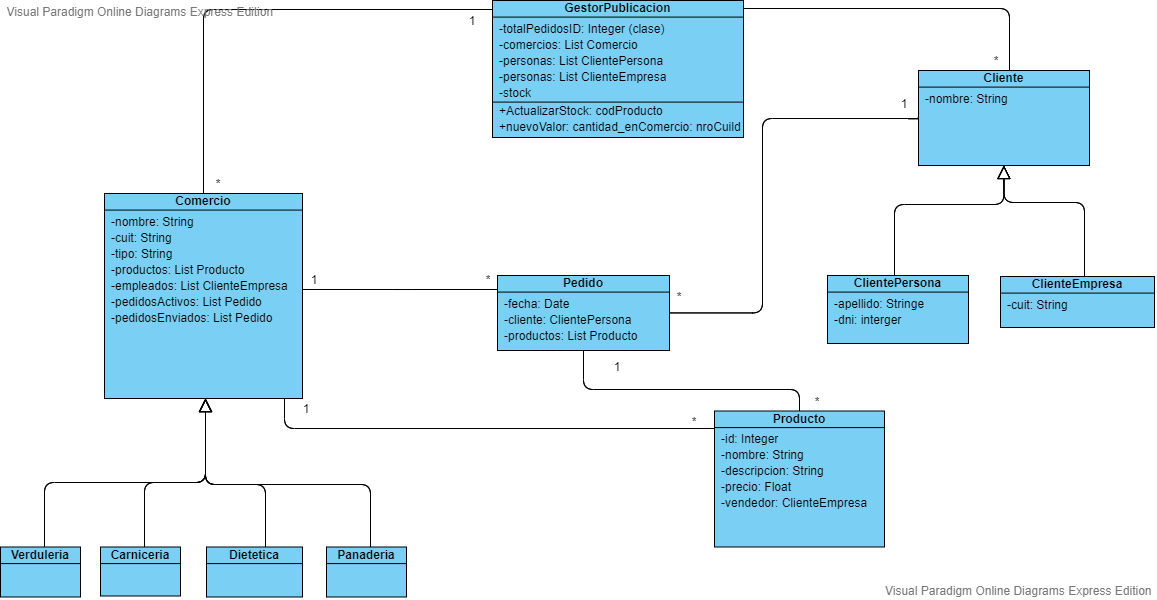 Visual Paradigm Online Diagrams Express Edition
GestorPublicacion
-totalPedidosID: Integer (clase)
-comercios: List Comercio
-personas: List ClientePersona
-personas: List ClienteEmpresa
-stock
+ActualizarStock: codProducto
+nuevoValor: cantidad_enComercio: nroCuild
1
*
Cliente
-nombre: String
1
*
Comercio
-nombre: String
-cuit: String
-tipo: String
-productos: List Producto
-empleados: List ClienteEmpresa
-pedidosActivos: List Pedido
-pedidosEnviados: List Pedido
1
*
Pedido
-fecha: Date
-cliente: ClientePersona
-productos: List Producto
*
ClientePersona
-apellido: Stringe
-dni: interger
ClienteEmpresa
-cuit: String
1
*
1
*
Producto
-id: Integer
-nombre: String
-descripcion: String
-precio: Float
-vendedor: ClienteEmpresa
Verduleria
Carniceria
Dietetica
Panaderia
Visual Paradigm Online Diagrams Express Edition